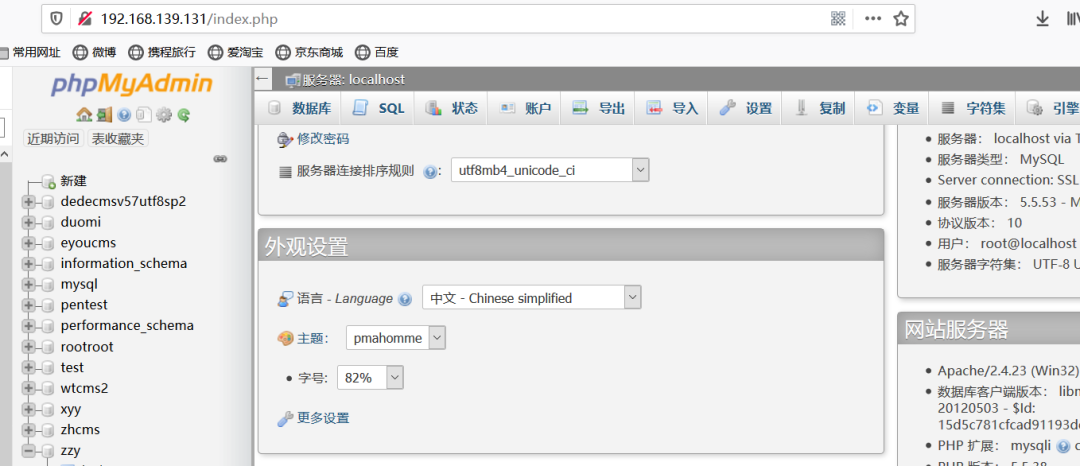 192.168.139.131/index.php
常用网址 微博 携程旅行 爱淘宝 京东商城 百度
phpMyAdmin
近期访问 表收藏夹
新建
dedecmsv57utf8sp2
duomi
eyoucms
information_schema
mysql
pentest
performance_schema
rootroot
test
wtcms2
xyy
zhcms
zzy
服务器: localhost
数据库 SQL 状态 账户 导出 导入 设置 复制 变量 字符集 引擎
修改密码
服务器连接排序规则 : utf8mb4_unicode_ci
外观设置
语言 - Language 中文 - Chinese simplified
主题: pmahomme
字号: 82%
更多设置
服务器: localhost via T
服务器类型: MySQL
Server connection: SSL
服务器版本: 5.5.53 - M
协议版本: 10
用户: root@localhost
服务器字符集: UTF-8 U
网站服务器
Apache/2.4.23 (Win32)
数据库客户端版本: libm
20120503 - $Id:
15d5c781cfcad91193de
PHP 扩展: mysqli
PHP 版本: 5.5.38